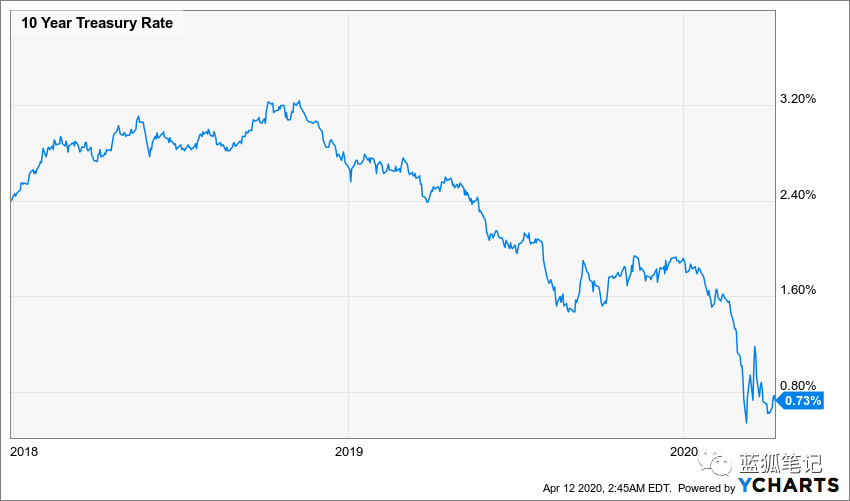 10 Year Treasury Rate
3.20%
2.40%
1.60%
0.80%
0.73%
2018 2019 2020
蓝狐笔记
Apr 12 2020, 2:45AM EDT. Powered by YCHARTS